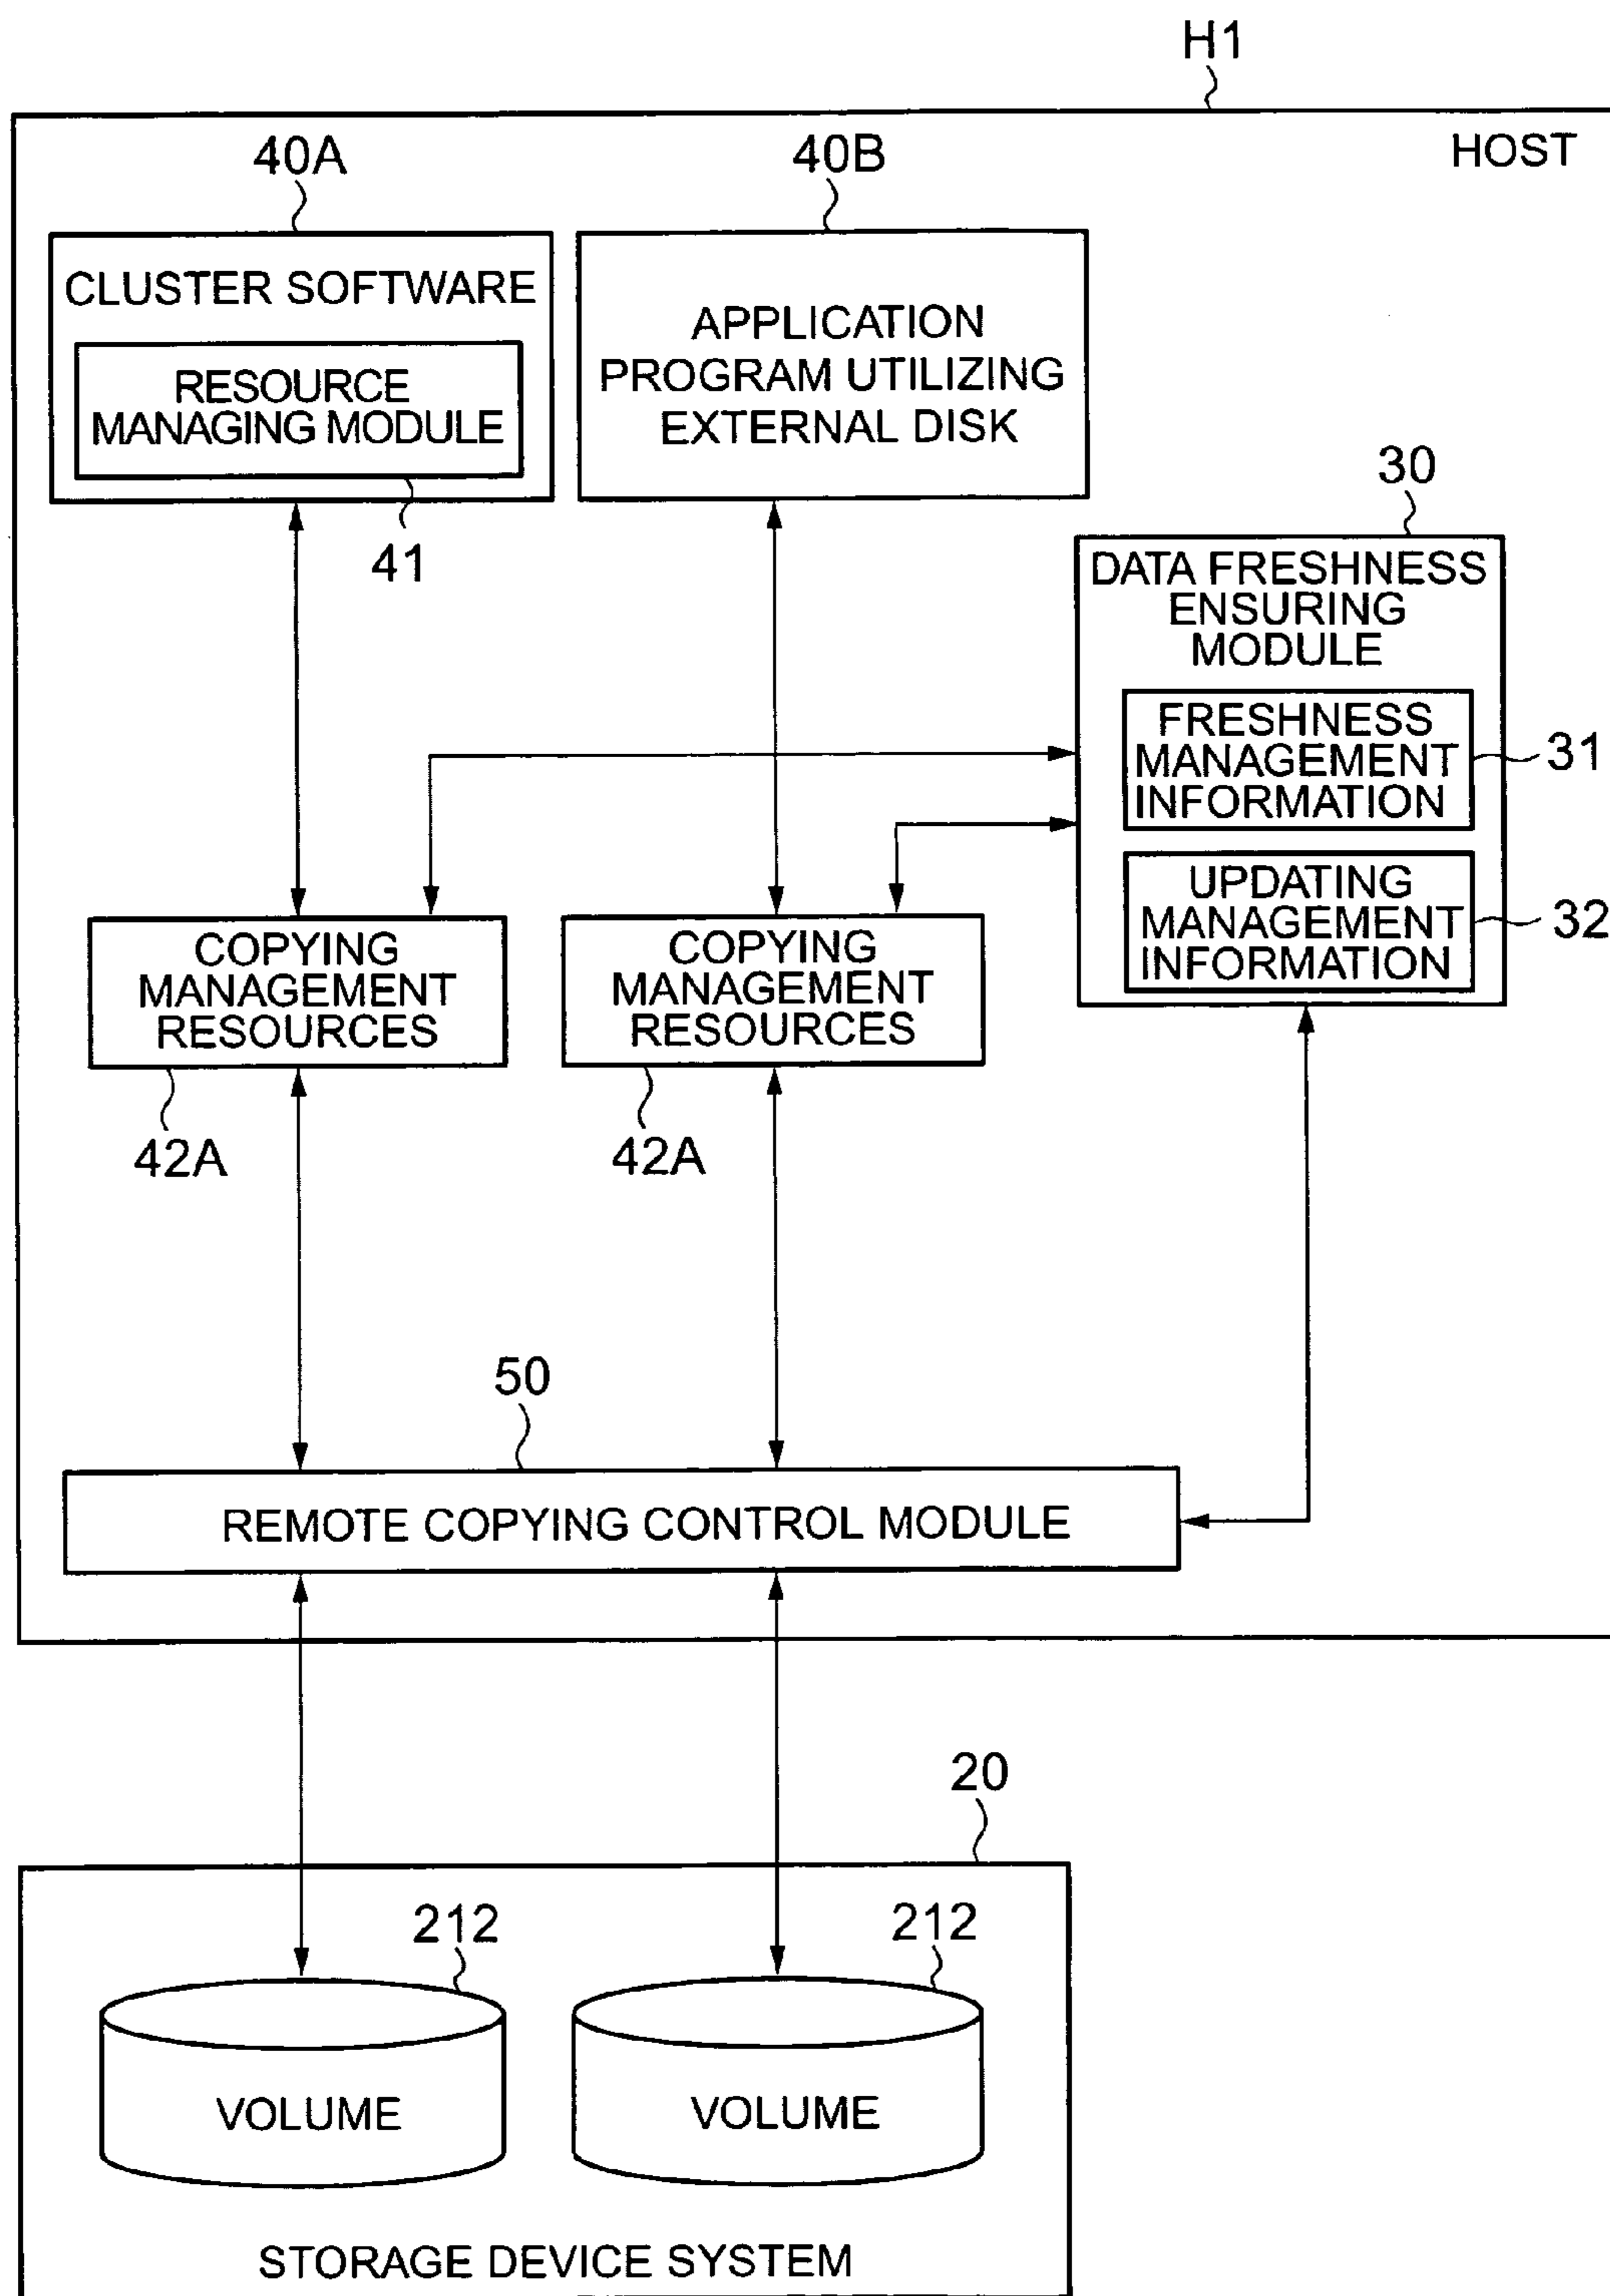 H1
HOST
40A
40B
CLUSTER SOFTWARE
RESOURCE
MANAGING MODULE
41
APPLICATION
PROGRAM UTILIZING
EXTERNAL DISK
30
DATA FRESHNESS
ENSURING
MODULE
FRESHNESS
MANAGEMENT
INFORMATION
31
UPDATING
MANAGEMENT
INFORMATION
32
COPYING
MANAGEMENT
RESOURCES
42A
COPYING
MANAGEMENT
RESOURCES
42A
50
REMOTE COPYING CONTROL MODULE
20
212
212
VOLUME
VOLUME
STORAGE DEVICE SYSTEM